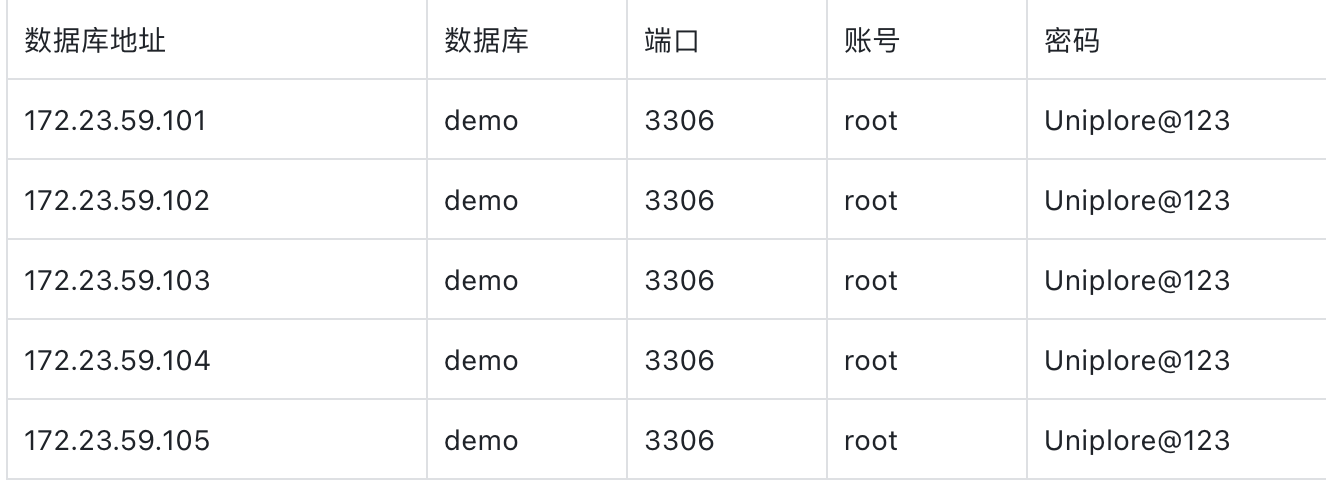 数据库地址 数据库 端口 账号 密码
172.23.59.101 demo 3306 root Uniplore@123
172.23.59.102 demo 3306 root Uniplore@123
172.23.59.103 demo 3306 root Uniplore@123
172.23.59.104 demo 3306 root Uniplore@123
172.23.59.105 demo 3306 root Uniplore@123